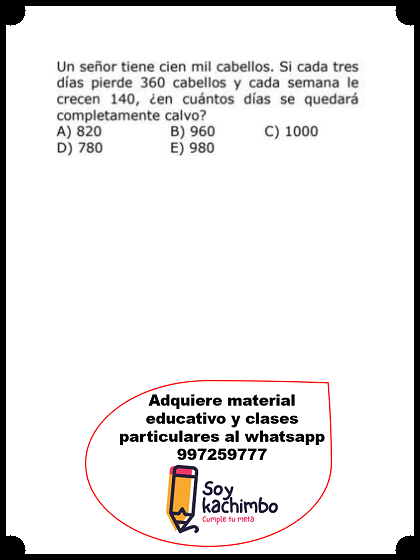 Un señor tiene cien mil cabellos. Si cada tres
días pierde 360 cabellos y cada semana le
crecen 140, ¿en cuántos días se quedará
completamente calvo?
A) 820 B) 960 C) 1000
D) 780 E) 980
Adquiere material
educativo y clases
particulares al whatsapp
997259777
Soy
kachimbo
Cumple tu meta